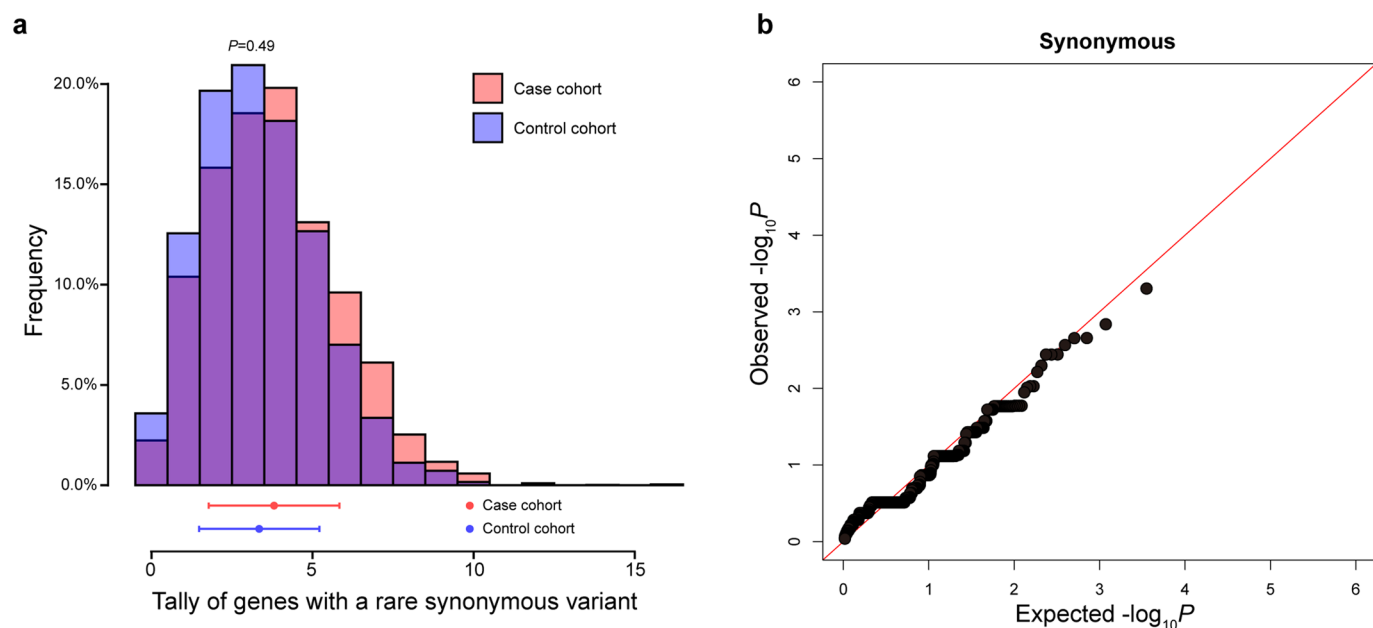 a
P=0.49
20.0%
15.0%
10.0%
5.0%
0.0%
Frequency
Case cohort
Control cohort
Case cohort
Control cohort
0 5 10 15
Tally of genes with a rare synonymous variant
b
Synonymous
6
5
4
3
2
1
0
Observed -log₁₀P
0 1 2 3 4 5 6
Expected -log₁₀P